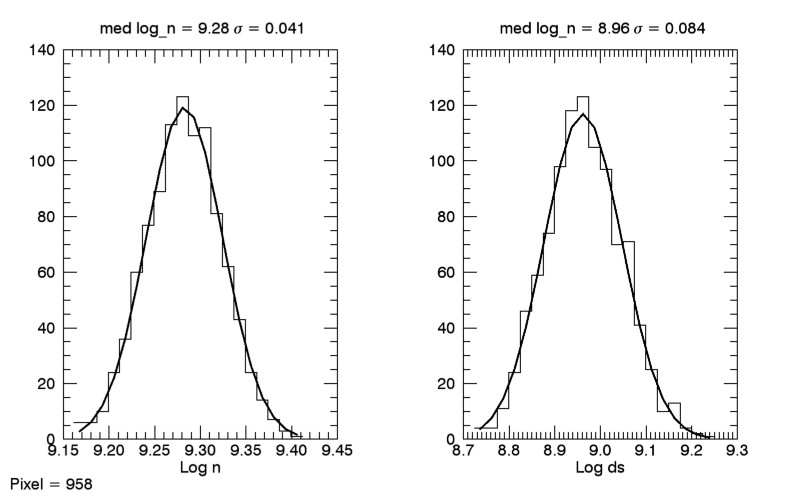 med log_n = 9.28 σ = 0.041
140
120
100
80
60
40
20
0
9.15 9.20 9.25 9.30 9.35 9.40 9.45
Log n
med log_n = 8.96 σ = 0.084
140
120
100
80
60
40
20
0
8.7 8.8 8.9 9.0 9.1 9.2 9.3
Log ds
Pixel = 958